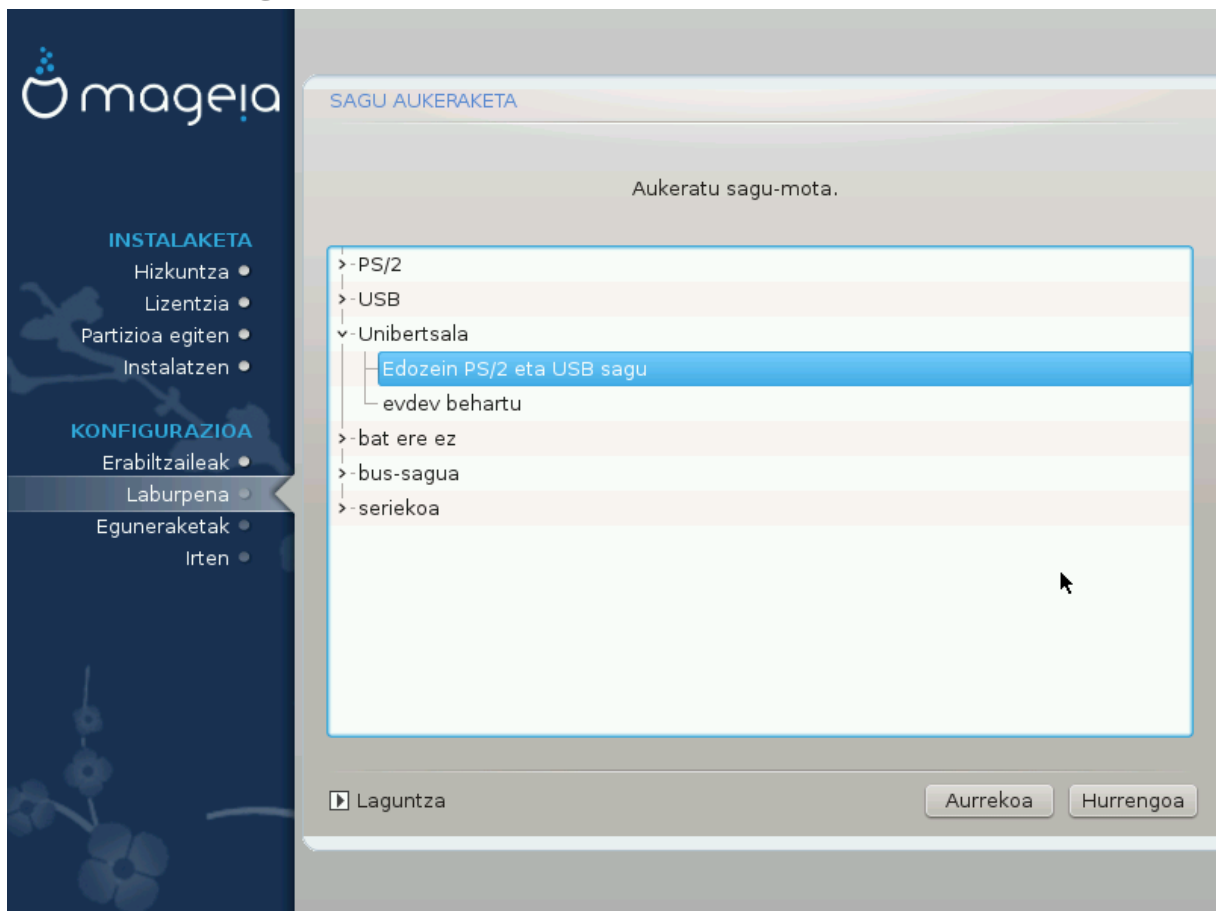 mageia
SAGU AUKERAKETA
Aukeratu sagu-mota.
INSTALAKETA
Hizkuntza
Lizentzia
Partizioa egiten
Instalatzen
KONFIGURAZIOA
Erabiltzaileak
Laburpena
Eguneraketak
Irten
PS/2
USB
Unibertsala
Edozein PS/2 eta USB sagu
evdev behartu
bat ere ez
bus-sagua
seriekoa
Laguntza
Aurrekoa
Hurrengoa